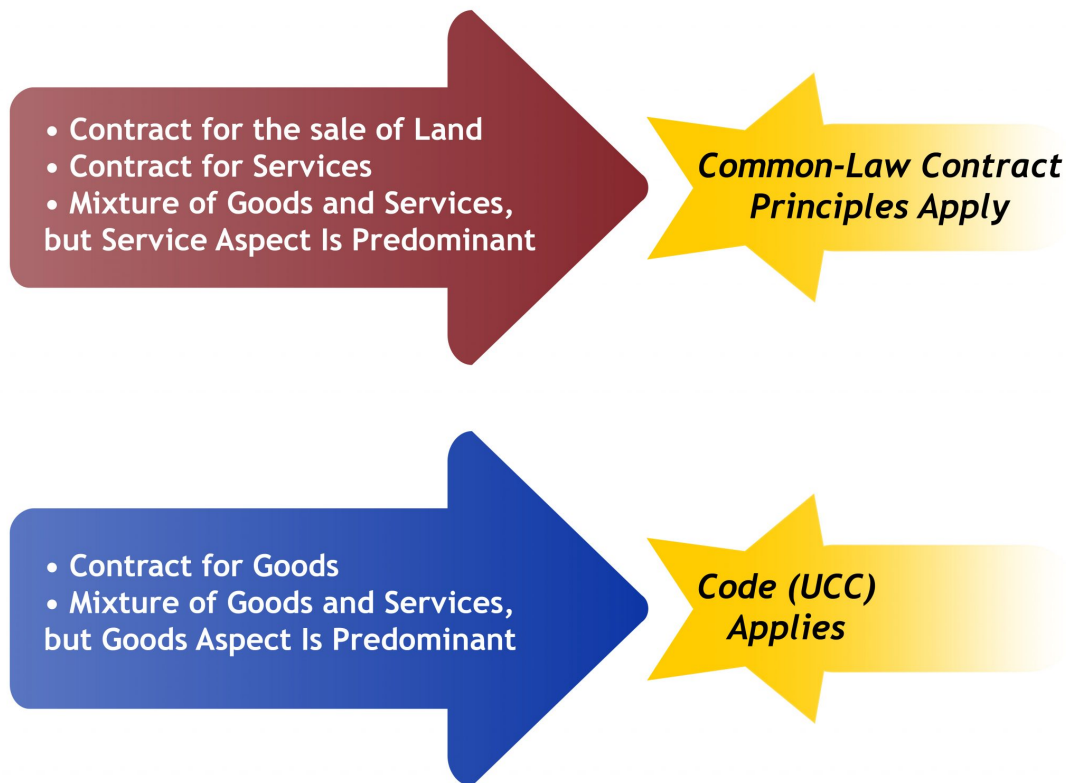 • Contract for the sale of Land
• Contract for Services
• Mixture of Goods and Services,
but Service Aspect Is Predominant
Common-Law Contract
Principles Apply
• Contract for Goods
• Mixture of Goods and Services,
but Goods Aspect Is Predominant
Code (UCC)
Applies